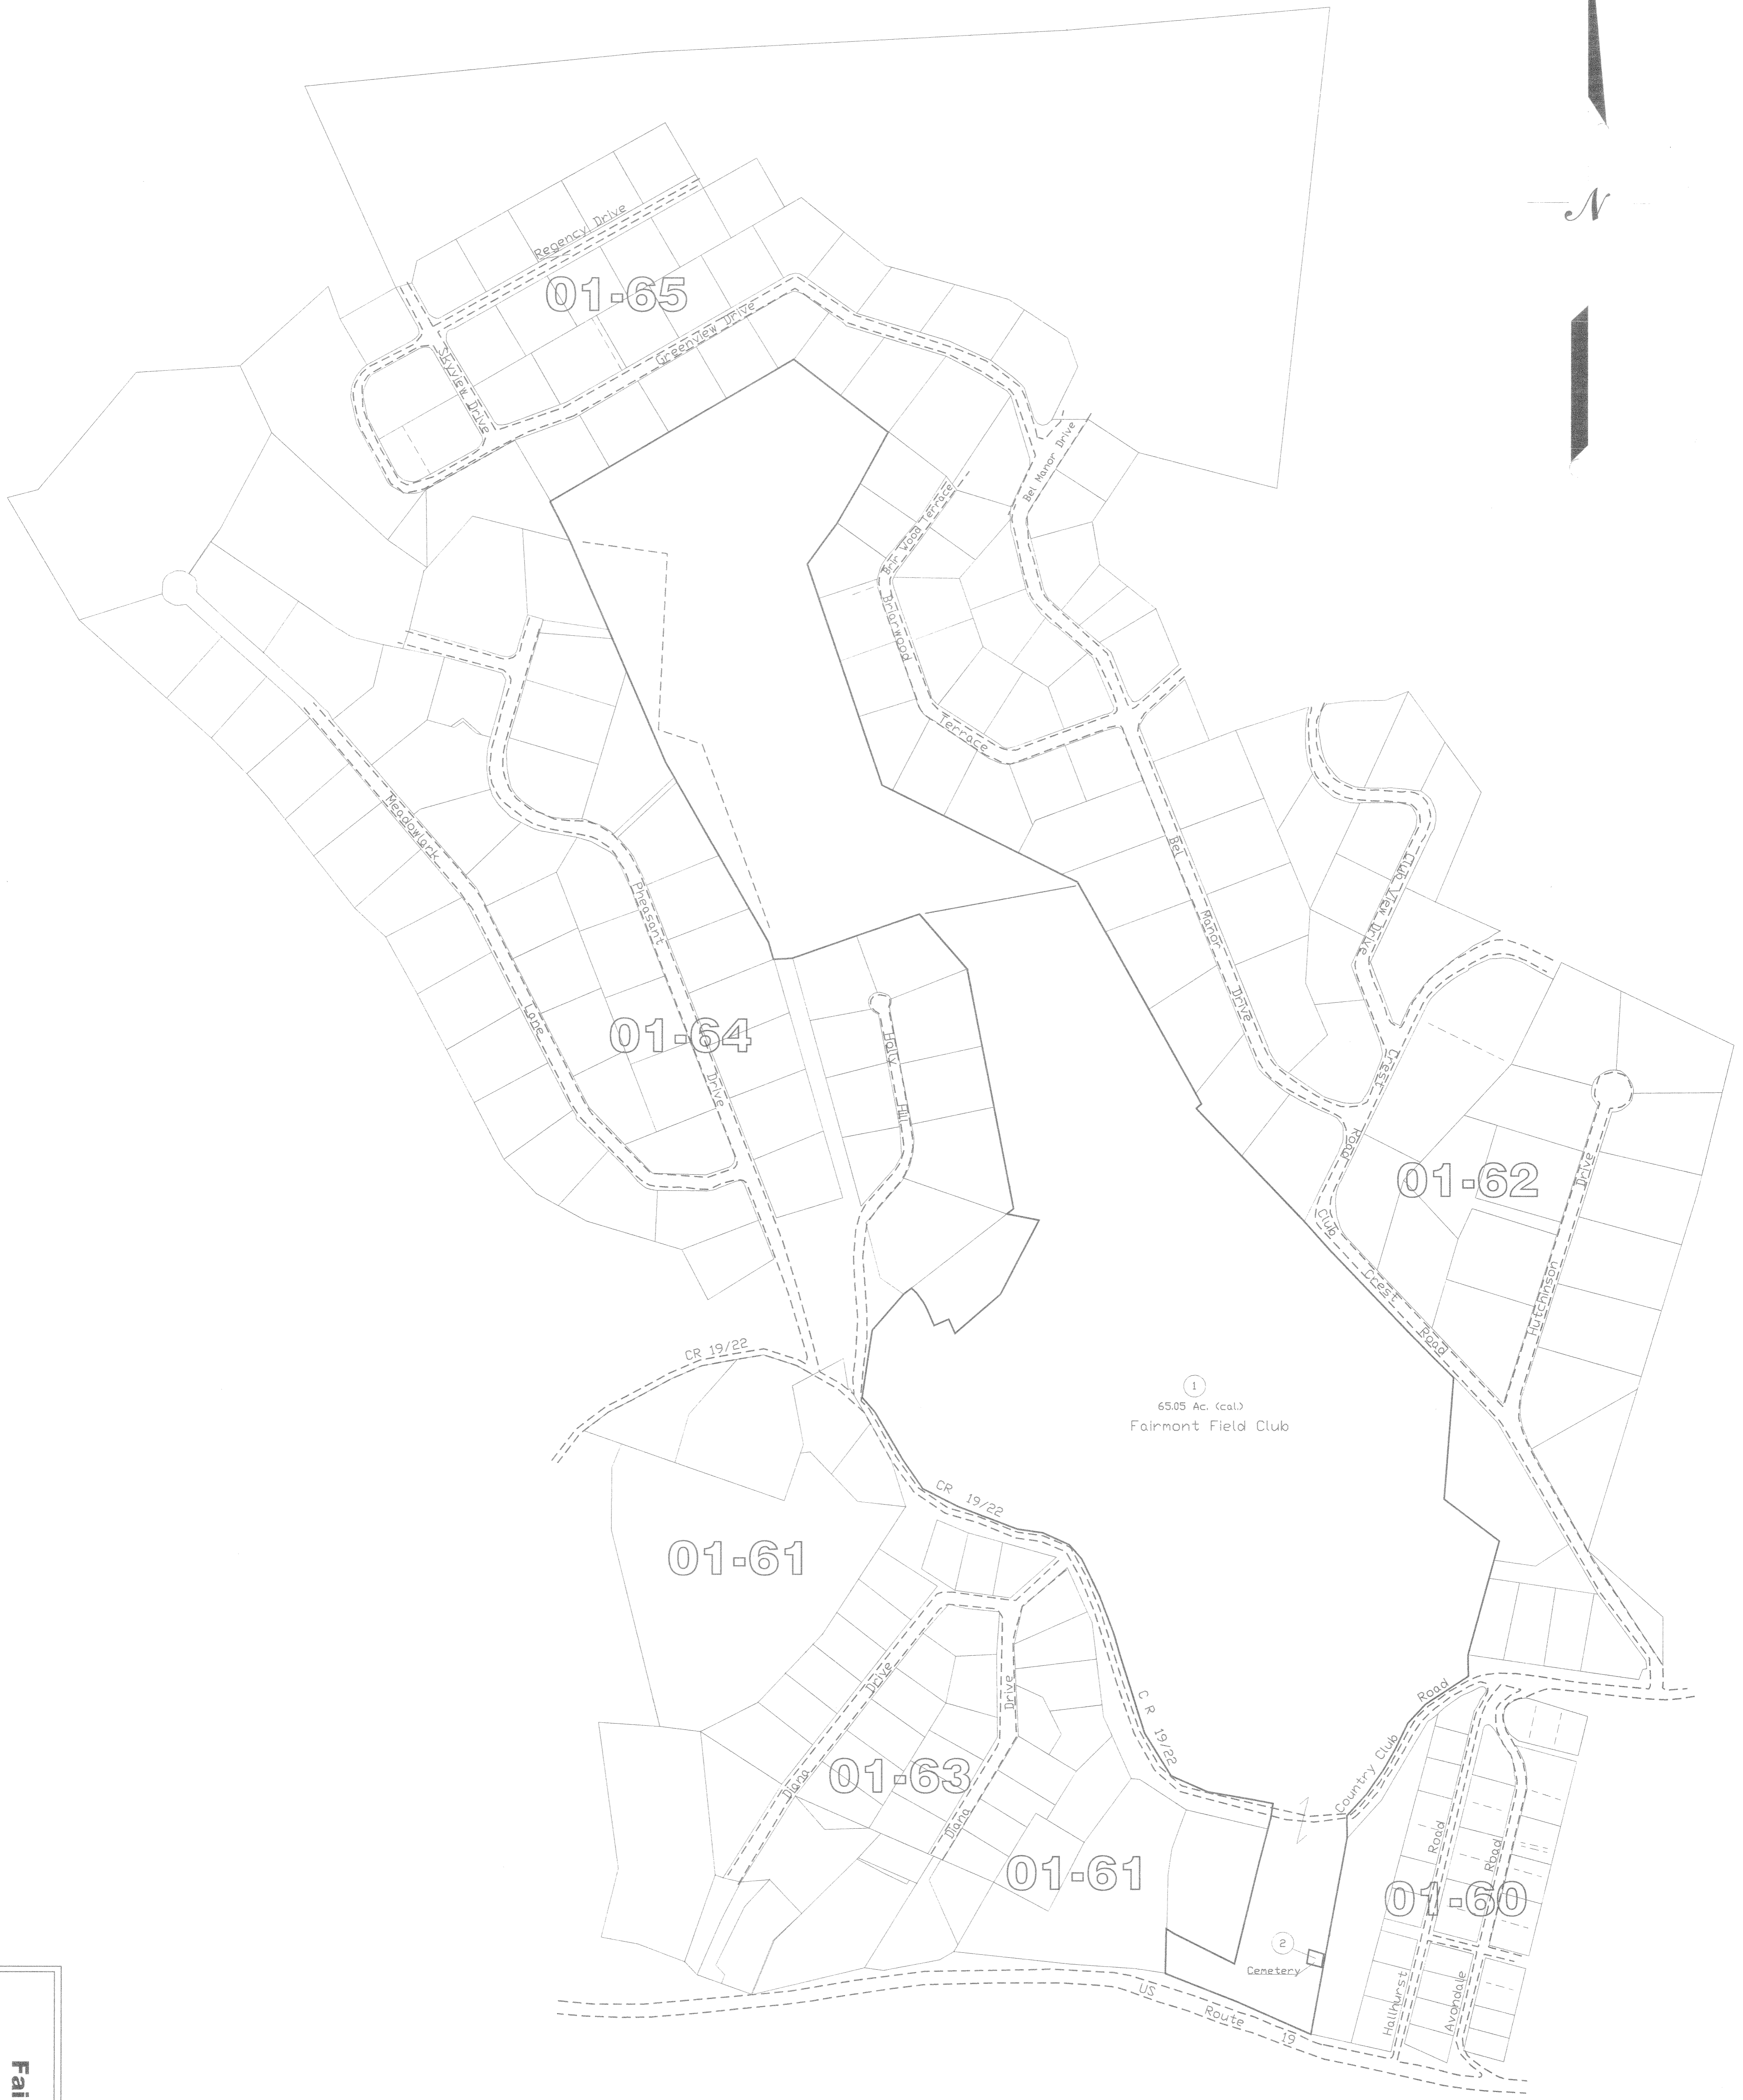 N
Regency Drive
01-65
Greenview Drive
Skyview Drive
Bel Manor Drive
Brir Wood Terrace
Briarwood
Terrace
Meadowlark
Lane
Pheasant
Drive
01-64
Holly
Hill
Bel
Manor
Drive
Club View Drive
Crest
Road
01-62
Club
Crest
Road
Hutchinson
Drive
CR 19/22
1
65.05 Ac. (cal.)
Fairmont Field Club
CR 19/22
01-61
Diana
Drive
Drive
Diana
01-63
C R 19/22
Country Club
Road
01-61
Road
Road
01-60
2
Cemetery
Hallhurst
Avondale
US
Route
19
Fai